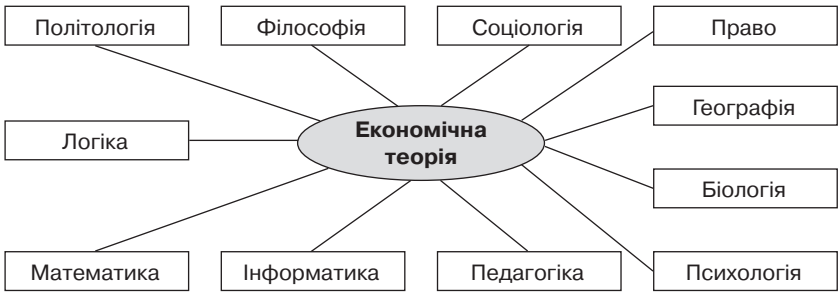 Політологія
Філософія
Соціологія
Право
Географія
Логіка
Економічна
теорія
Біологія
Математика
Інформатика
Педагогіка
Психологія